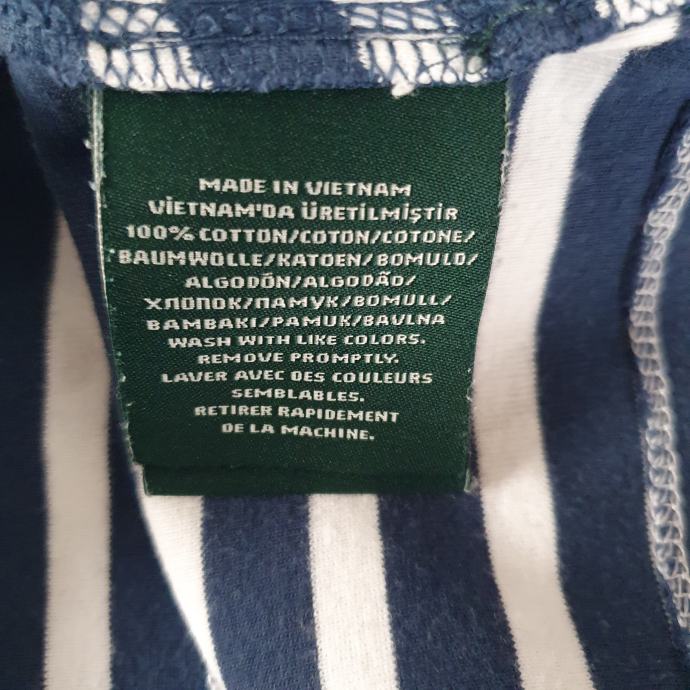 MADE IN VIETNAM
VİETNAM'DA ÜRETİLMİŞTİR
100% COTTON/COTON/COTONE/
BAUMWOLLE/KATOEN/BOMULD/
ALGODÓN/ALGODÃO/
ХЛОПОК/ПАМУК/BOMULL/
BAMBAKI/PAMUK/BAVLNA
WASH WITH LIKE COLORS.
REMOVE PROMPTLY.
LAVER AVEC DES COULEURS
SEMBLABLES.
RETIRER RAPIDEMENT
DE LA MACHINE.